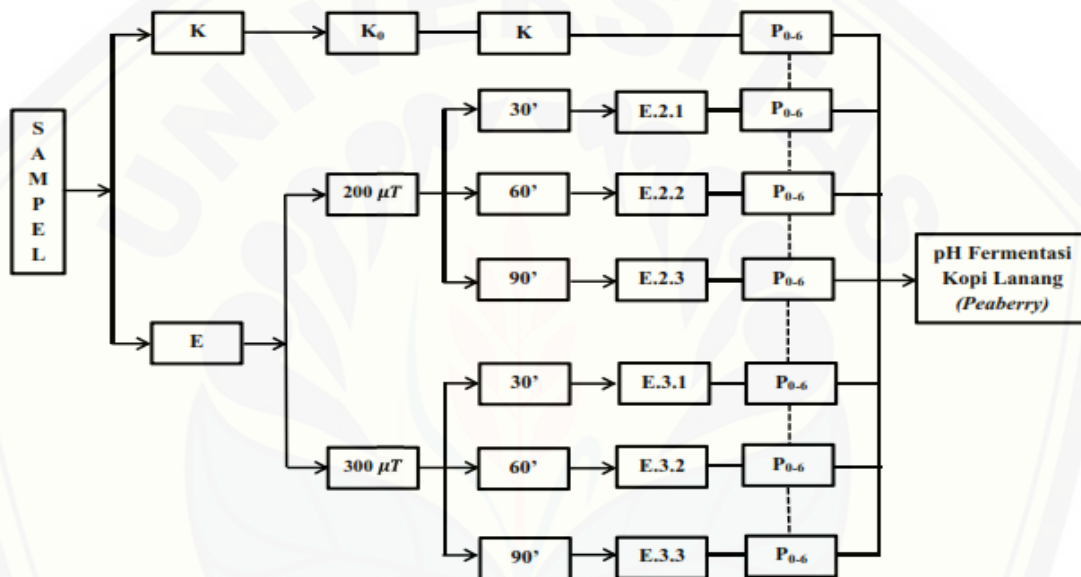 K
K₀
K
P₀₋₆
S
A
M
P
E
L
30’
E.2.1
P₀₋₆
200 µT
60’
E.2.2
P₀₋₆
90’
E.2.3
P₀₋₆
pH Fermentasi
Kopi Lanang
(Peaberry)
E
30’
E.3.1
P₀₋₆
300 µT
60’
E.3.2
P₀₋₆
90’
E.3.3
P₀₋₆
UNIVERSITAS